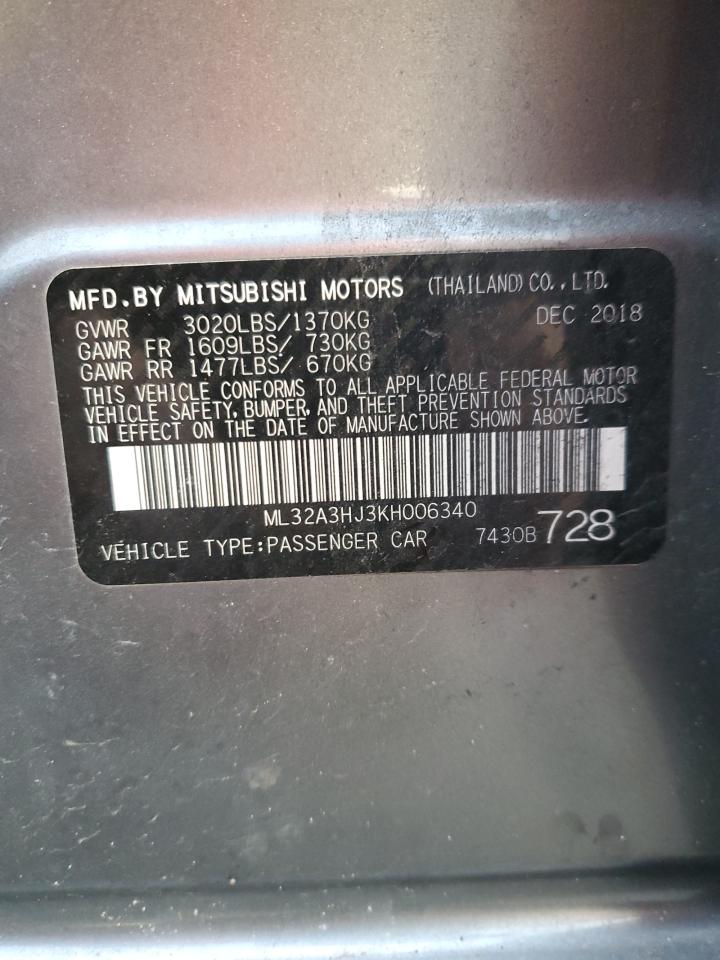 MFD.BY MITSUBISHI MOTORS (THAILAND) CO., LTD.
GVWR 3020LBS/1370KG DEC 2018
GAWR FR 1609LBS/ 730KG
GAWR RR 1477LBS/ 670KG
THIS VEHICLE CONFORMS TO ALL APPLICABLE FEDERAL MOTOR
VEHICLE SAFETY, BUMPER, AND THEFT PREVENTION STANDARDS
IN EFFECT ON THE DATE OF MANUFACTURE SHOWN ABOVE.
ML32A3HJ3KH006340
VEHICLE TYPE:PASSENGER CAR 7430B 728